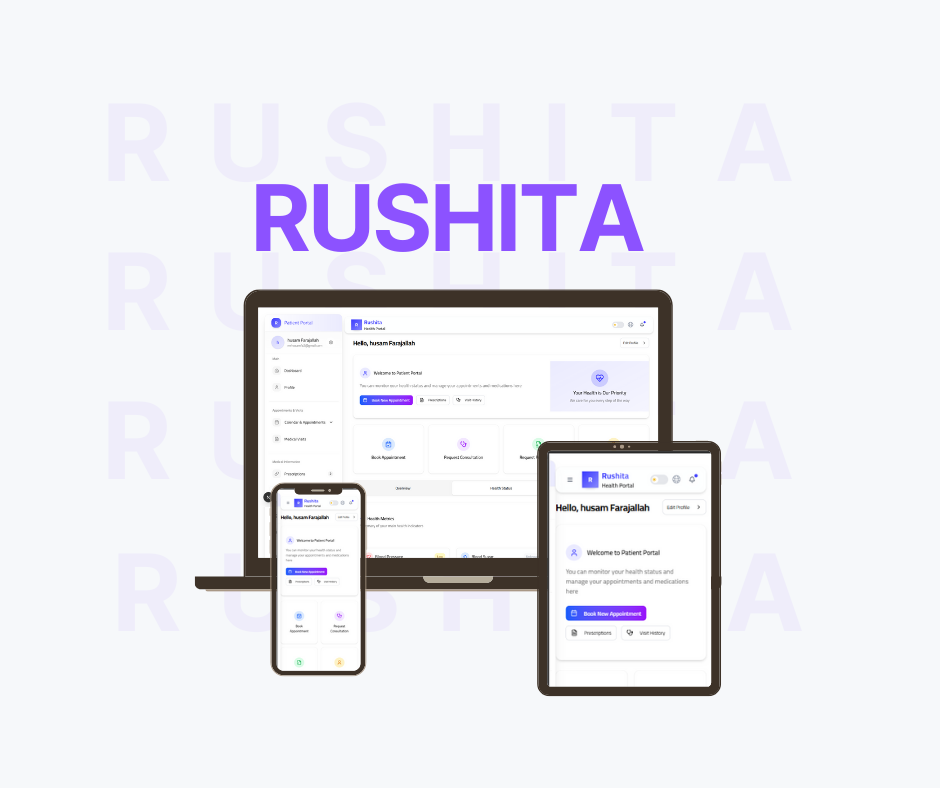 RUSHITA
RUSHITA
RUSHITA
RUSHITA
RUSHITA
R Patient Portal
husam Farajallah
Main
Dashboard
Profile
Appointments & Visits
Calendar & Appointments
Medical Visits
Medical Information
Prescriptions
Rushita
Health Portal
Hello, husam Farajallah
Edit Profile
Welcome to Patient Portal
You can monitor your health status and manage your appointments and medications here
Book New Appointment
Prescriptions
Visit History
Your Health is Our Priority
We care for you every step of the way
Book Appointment
Request Consultation
Request
Overview
Health Status
Health Metrics
Blood Pressure
Blood Sugar
Rushita
Health Portal
Hello, husam Farajallah
Edit Profile
Welcome to Patient Portal
You can monitor your health status and
manage your appointments and medications
here
Book New Appointment
Prescriptions
Visit History
Book
Appointment
Request
Consultation
R Rushita
Health Portal
Hello, husam Farajallah
Edit Profile
Welcome to Patient Portal
You can monitor your health status and
manage your appointments and medications
here
Book New Appointment
Prescriptions
Visit History